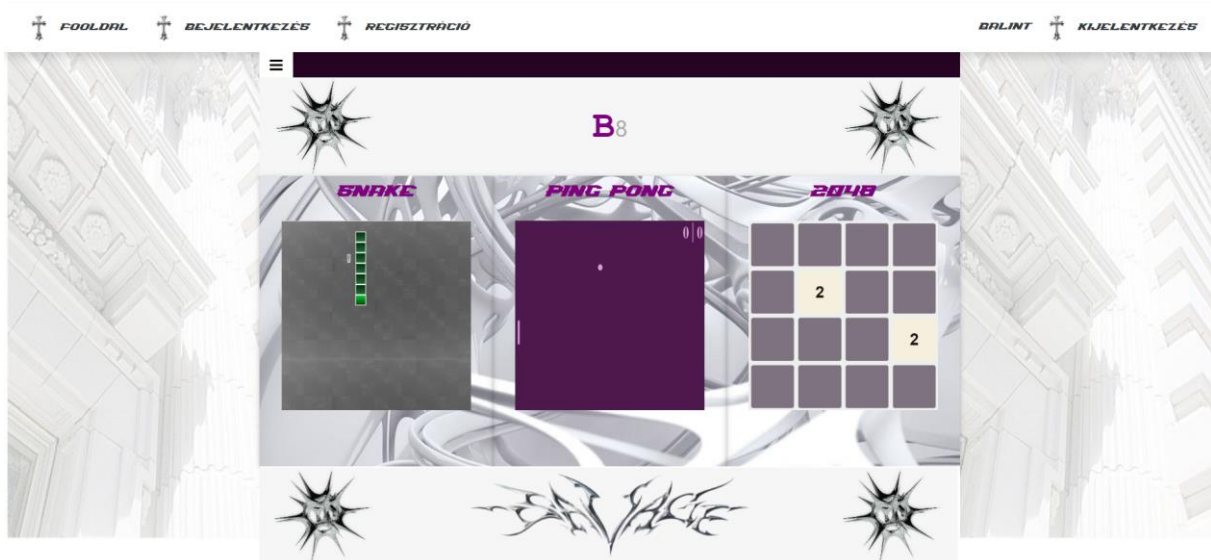 FOOLDAL BEJELENTKEZÉS REGISZTRÁCIÓ BALINT KIJELENTKEZÉS
B8
SNAKE PING PONG 2048
0|0
2
2